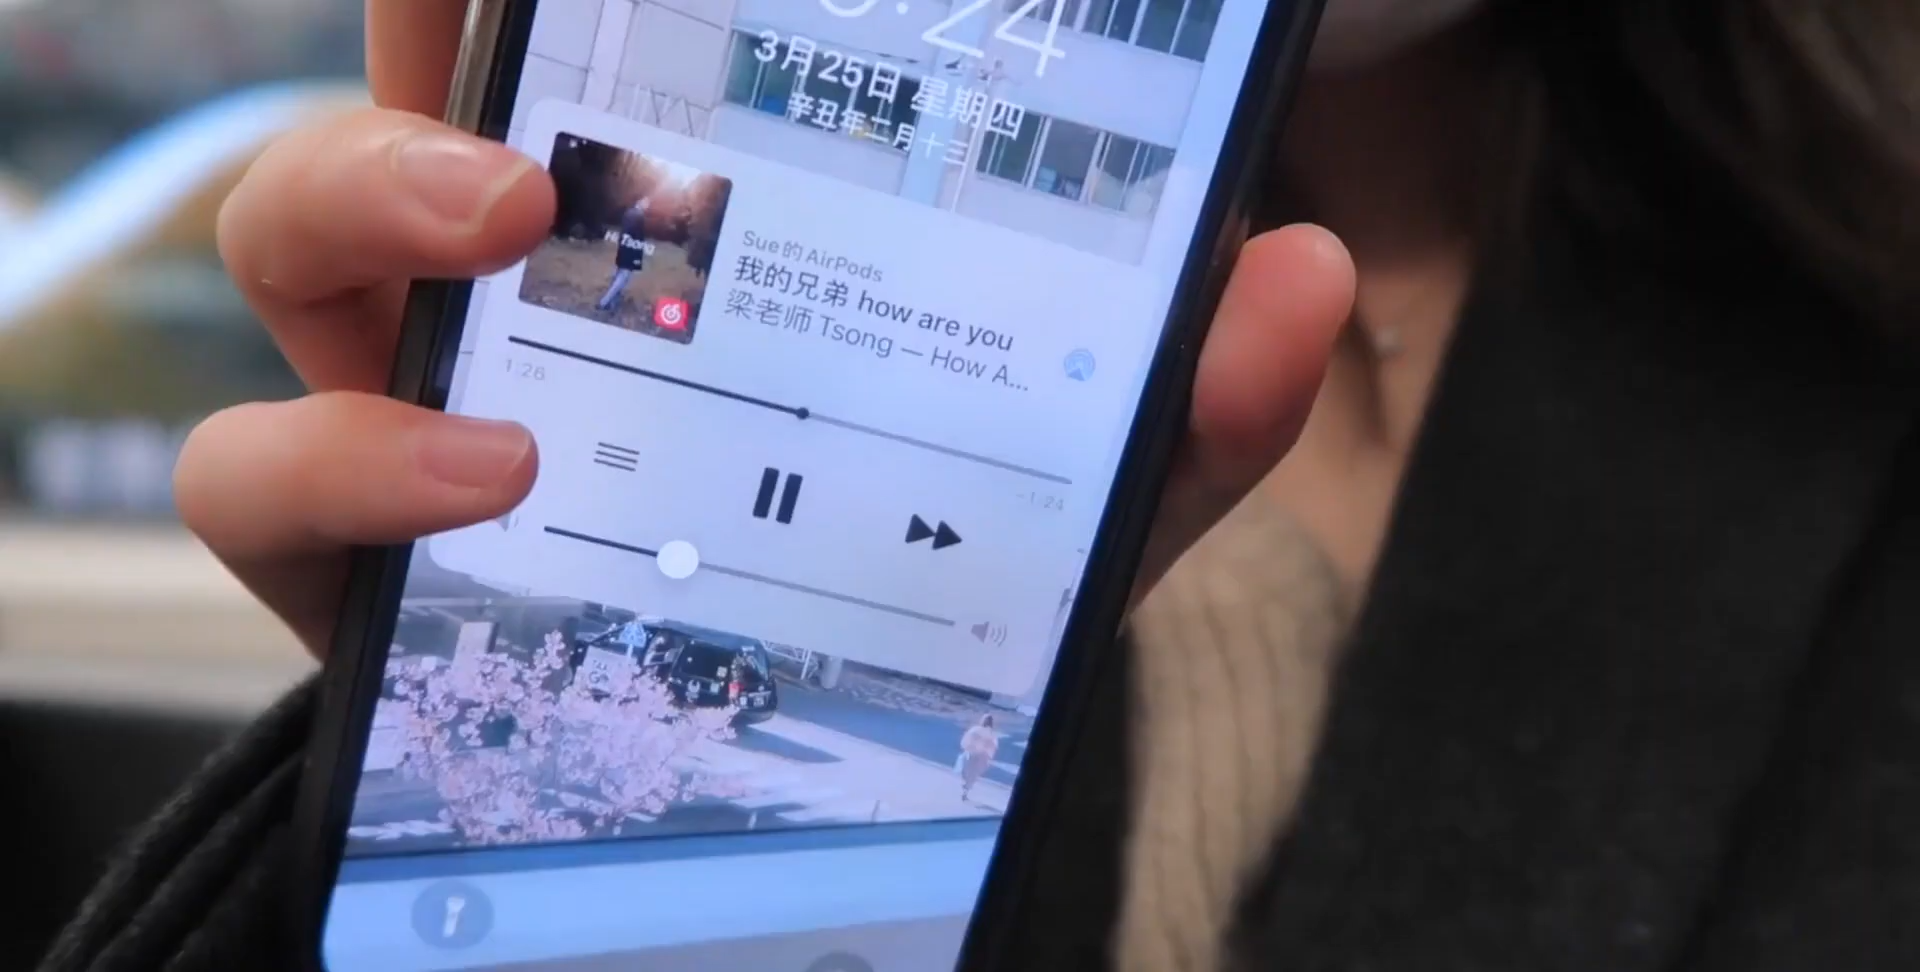 3月25日 星期四
辛丑年二月十三
Hi Tsong
Sue的AirPods
我的兄弟 how are you
梁老师 Tsong — How A...
1:26
-1:24